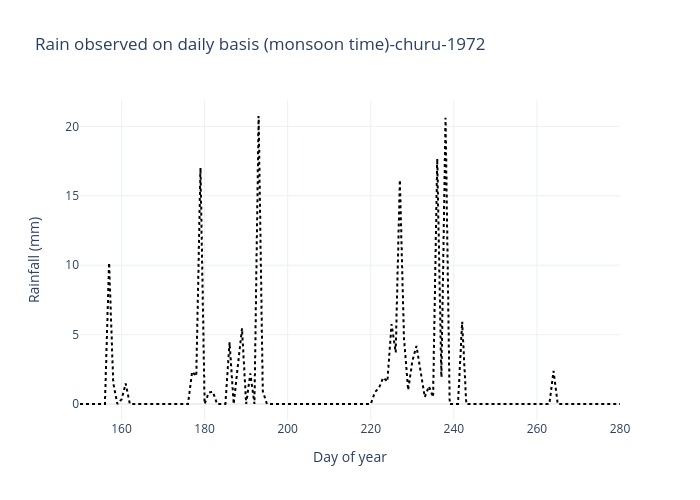 Rain observed on daily basis (monsoon time)-churu-1972
20
15
10
5
0
Rainfall (mm)
160 180 200 220 240 260 280
Day of year